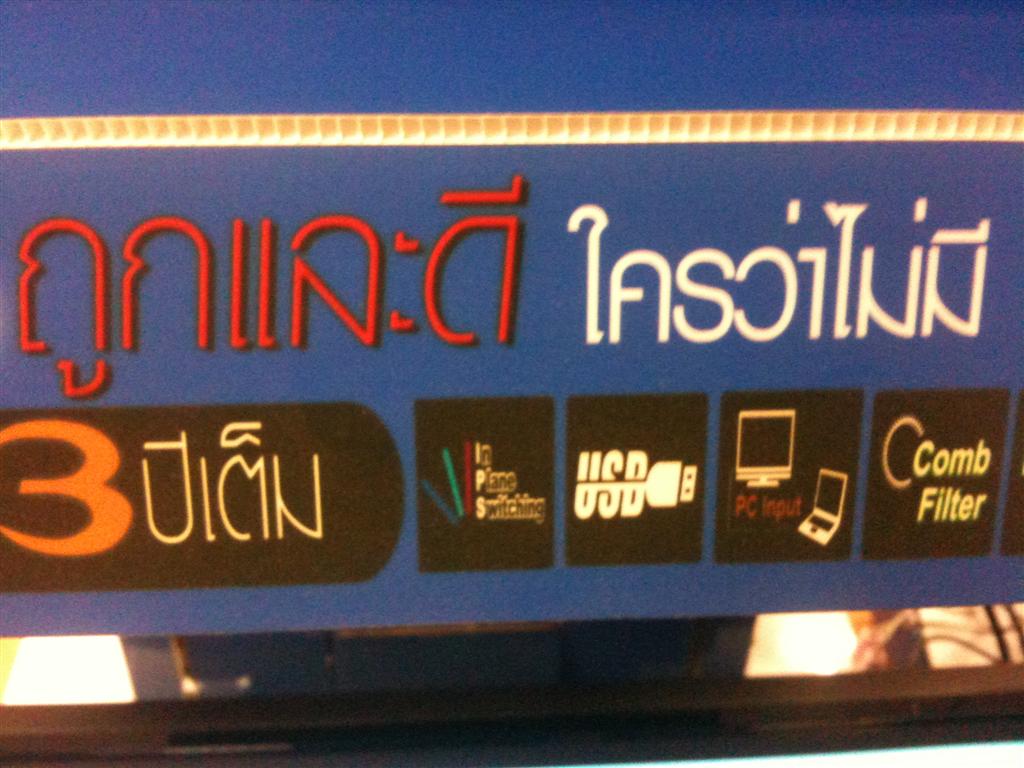 ถูกและดี ใครว่าไม่มี
3 ปีเต็ม
In Plane Switching
USB
PC Input
Comb Filter